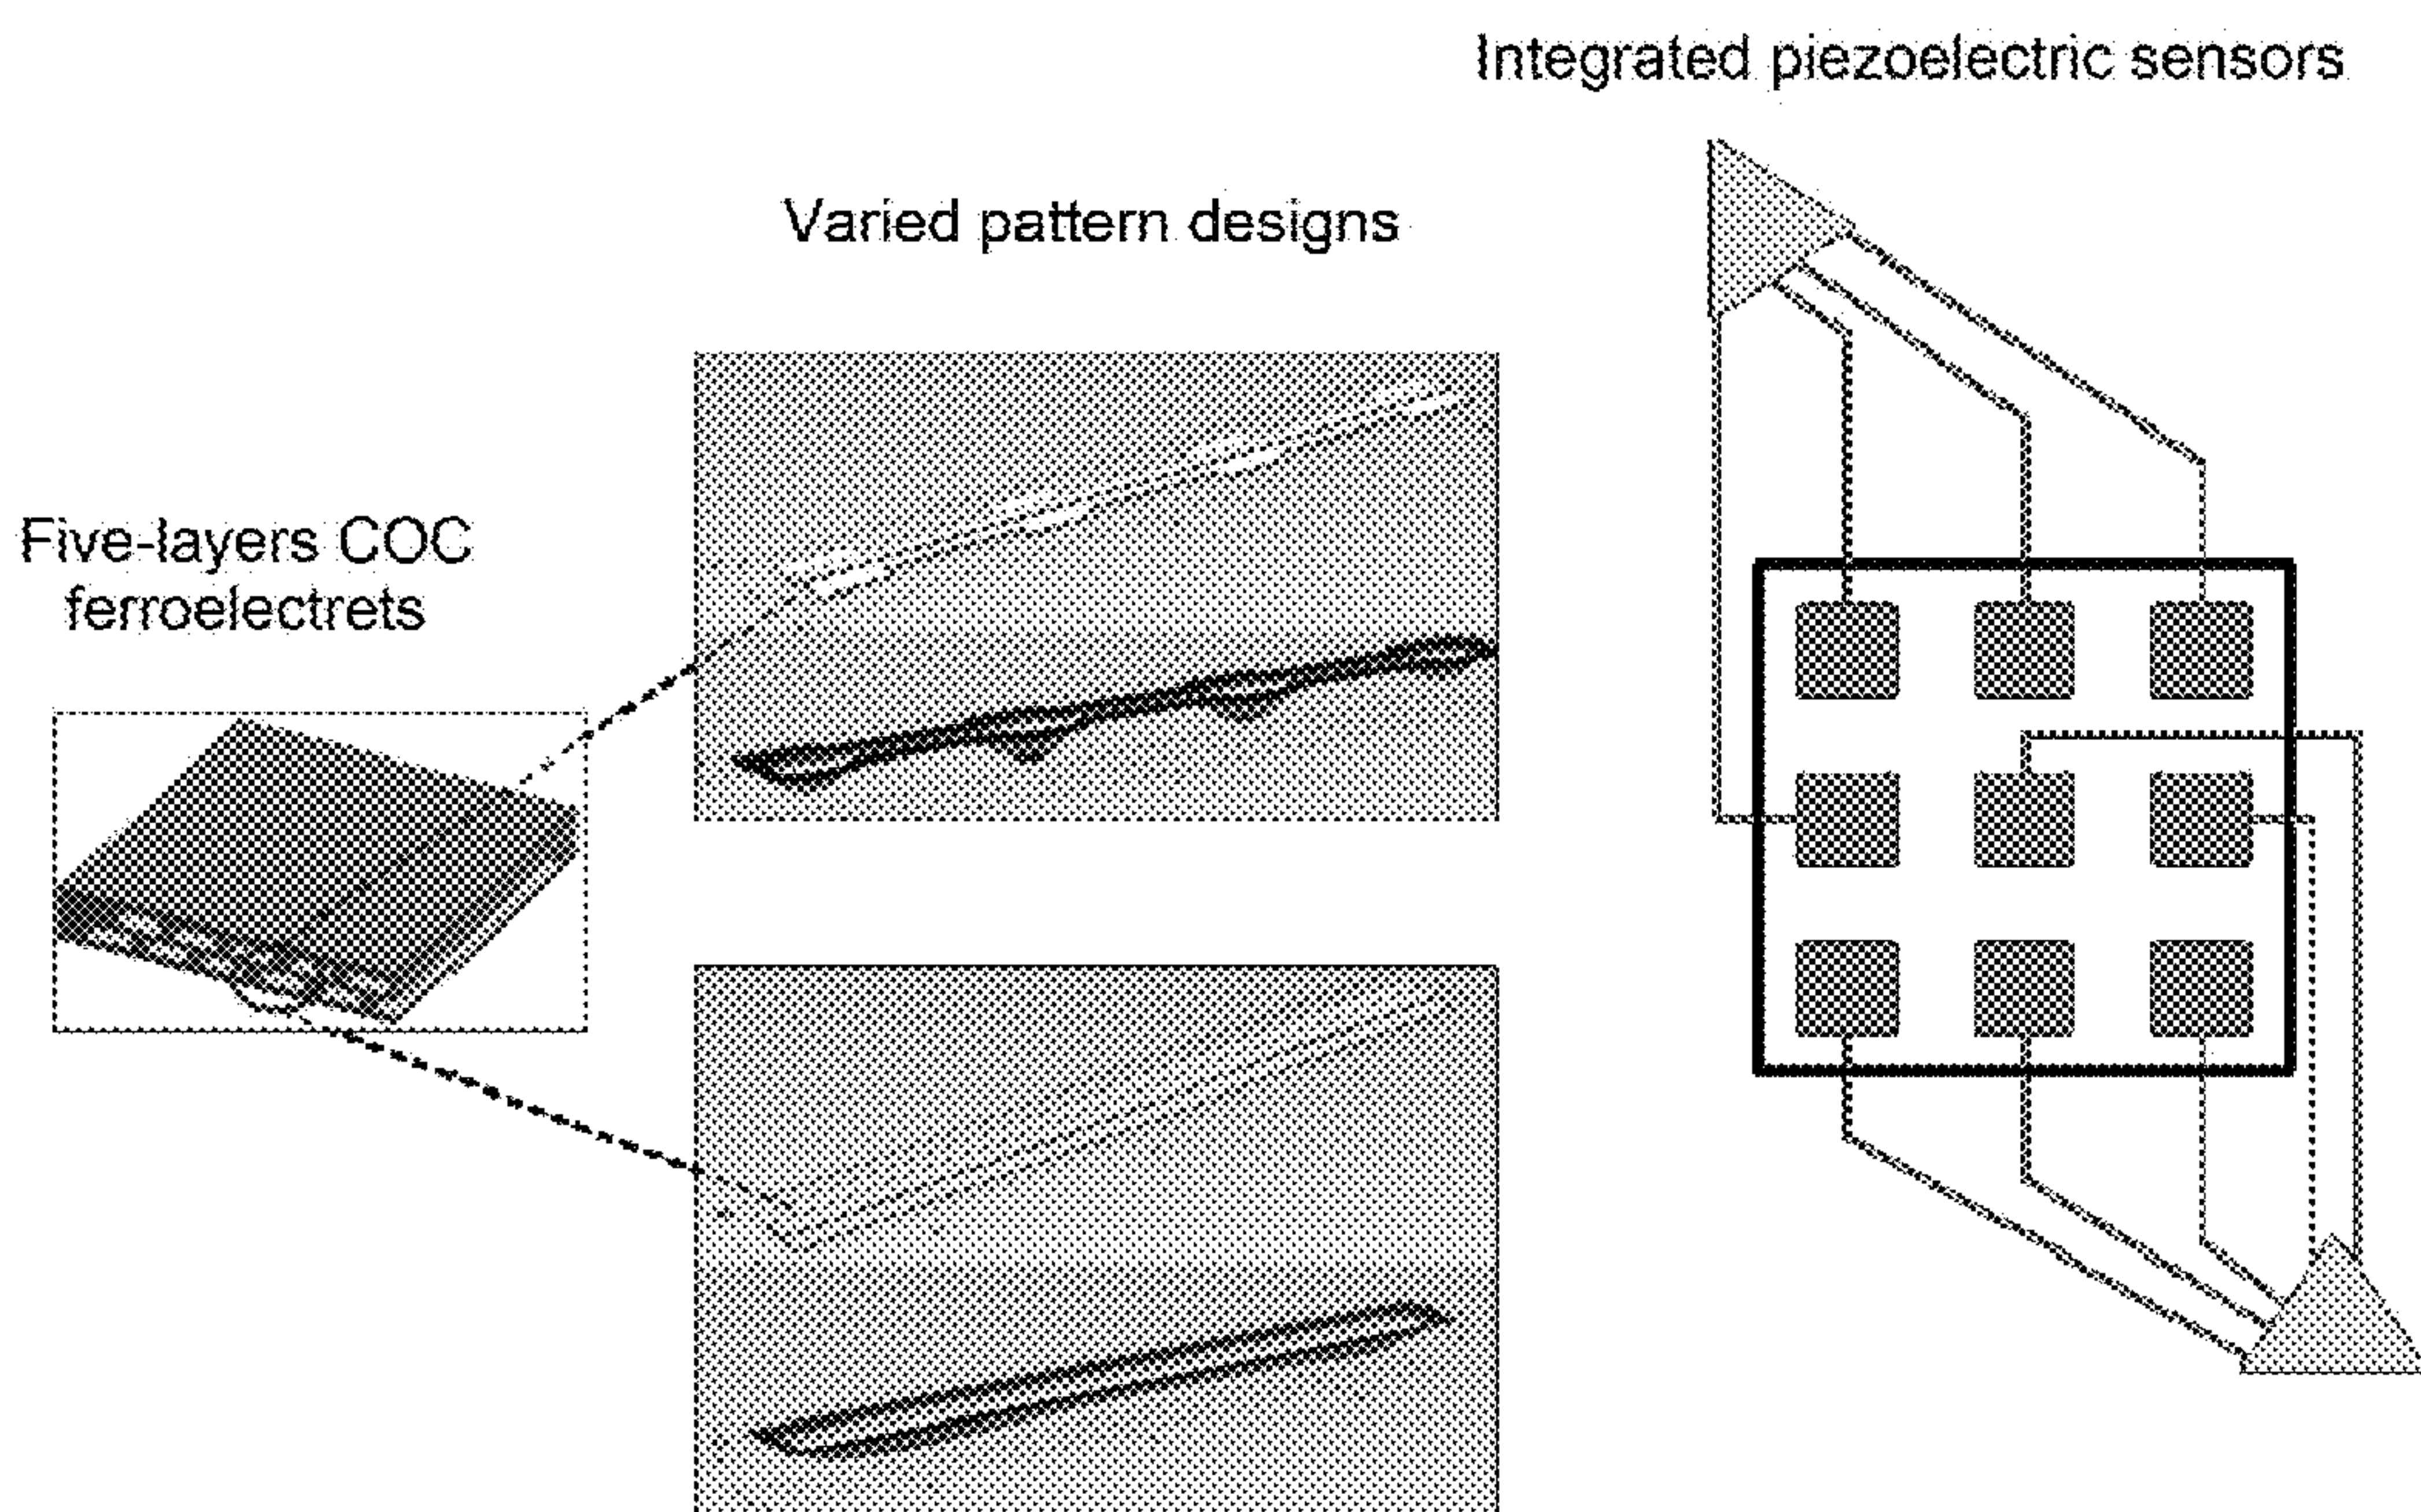 Integrated piezoelectric sensors
Varied pattern designs
Five-layers COC
ferroelectrets